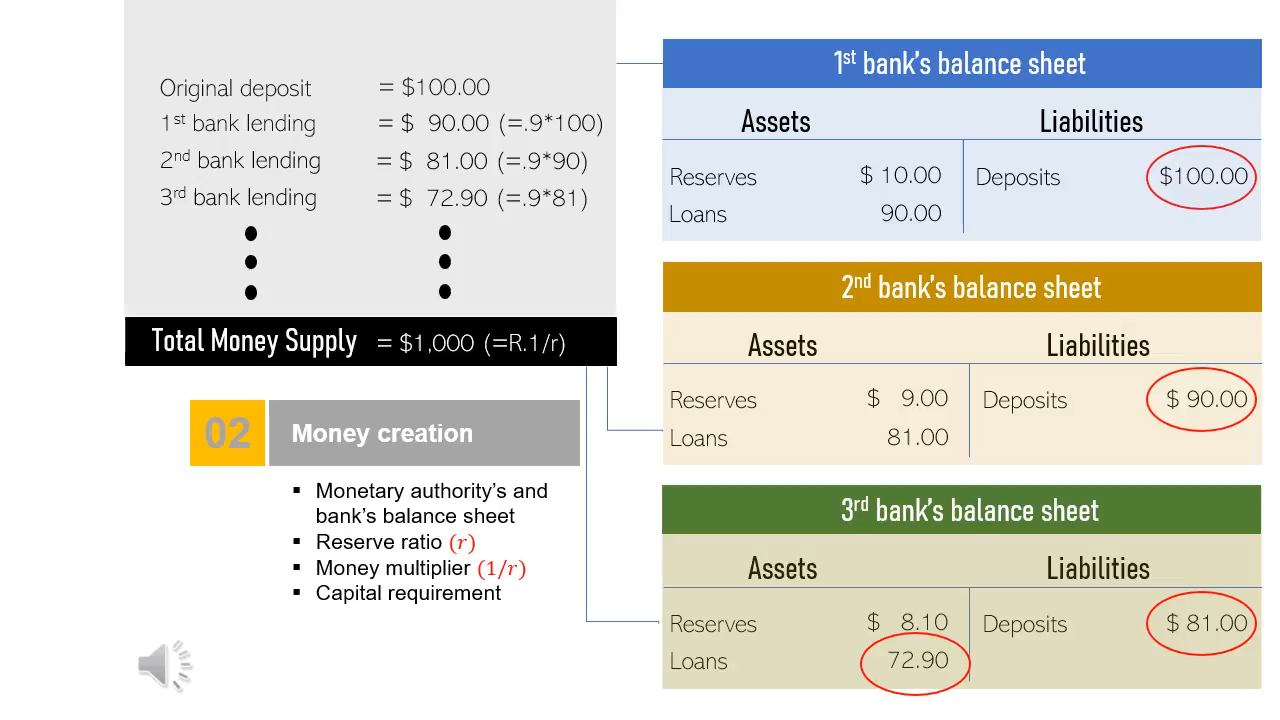 Original deposit = $100.00
1st bank lending = $ 90.00 (=.9*100)
2nd bank lending = $ 81.00 (=.9*90)
3rd bank lending = $ 72.90 (=.9*81)
Total Money Supply = $1,000 (=R.1/r)
02 Money creation
▪ Monetary authority's and
bank's balance sheet
▪ Reserve ratio (r)
▪ Money multiplier (1/r)
▪ Capital requirement
1st bank's balance sheet
Assets Liabilities
Reserves $ 10.00 Deposits $100.00
Loans 90.00
2nd bank's balance sheet
Assets Liabilities
Reserves $ 9.00 Deposits $ 90.00
Loans 81.00
3rd bank's balance sheet
Assets Liabilities
Reserves $ 8.10 Deposits $ 81.00
Loans 72.90